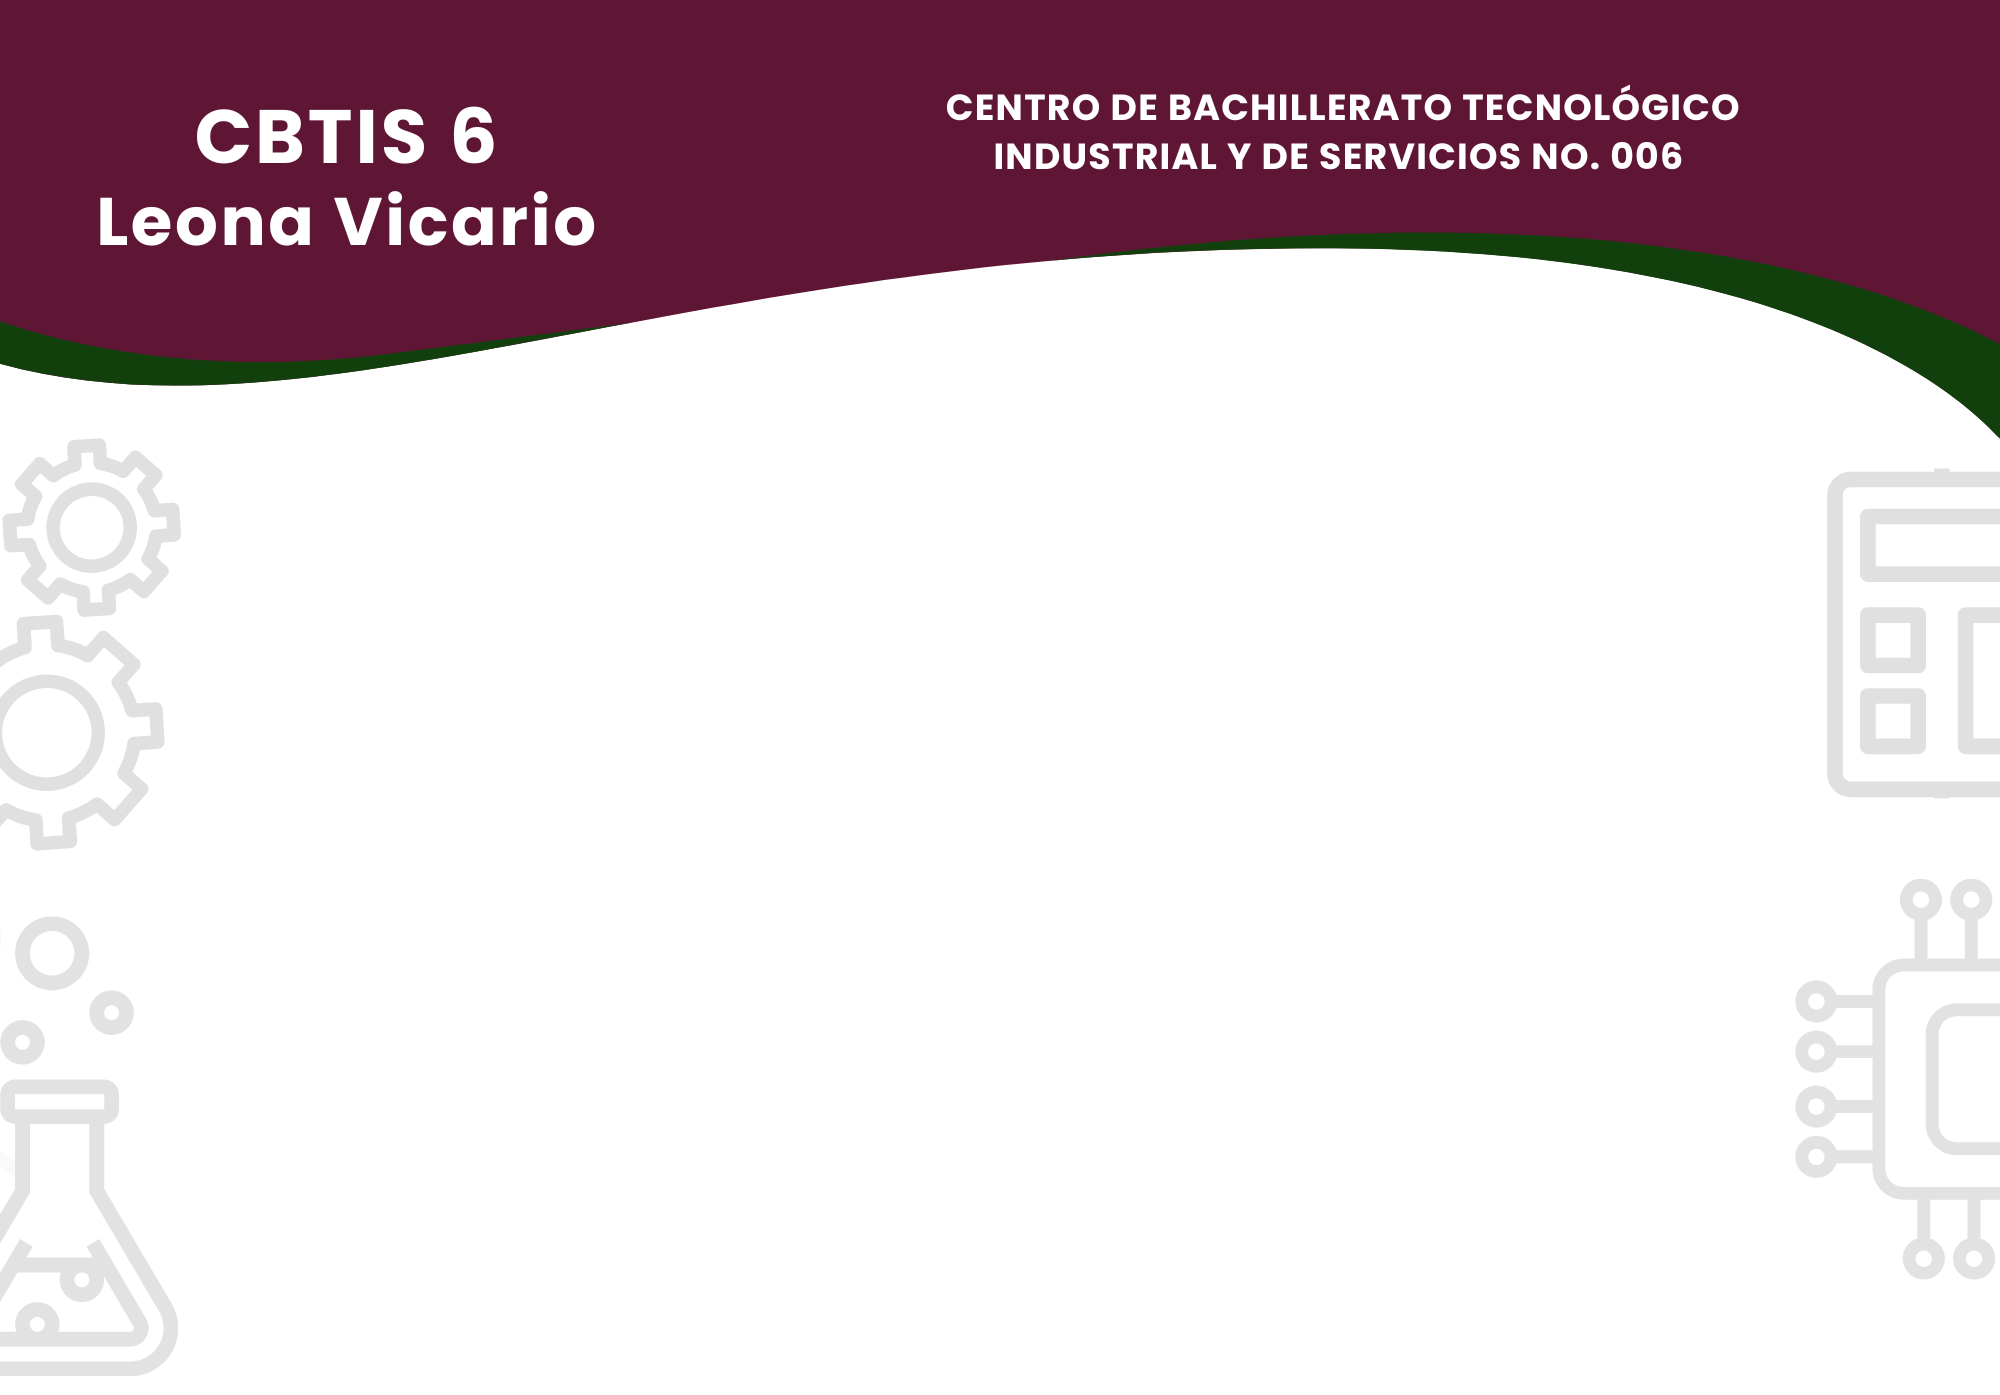 CBTIS 6
Leona Vicario
CENTRO DE BACHILLERATO TECNOLÓGICO
INDUSTRIAL Y DE SERVICIOS NO. 006